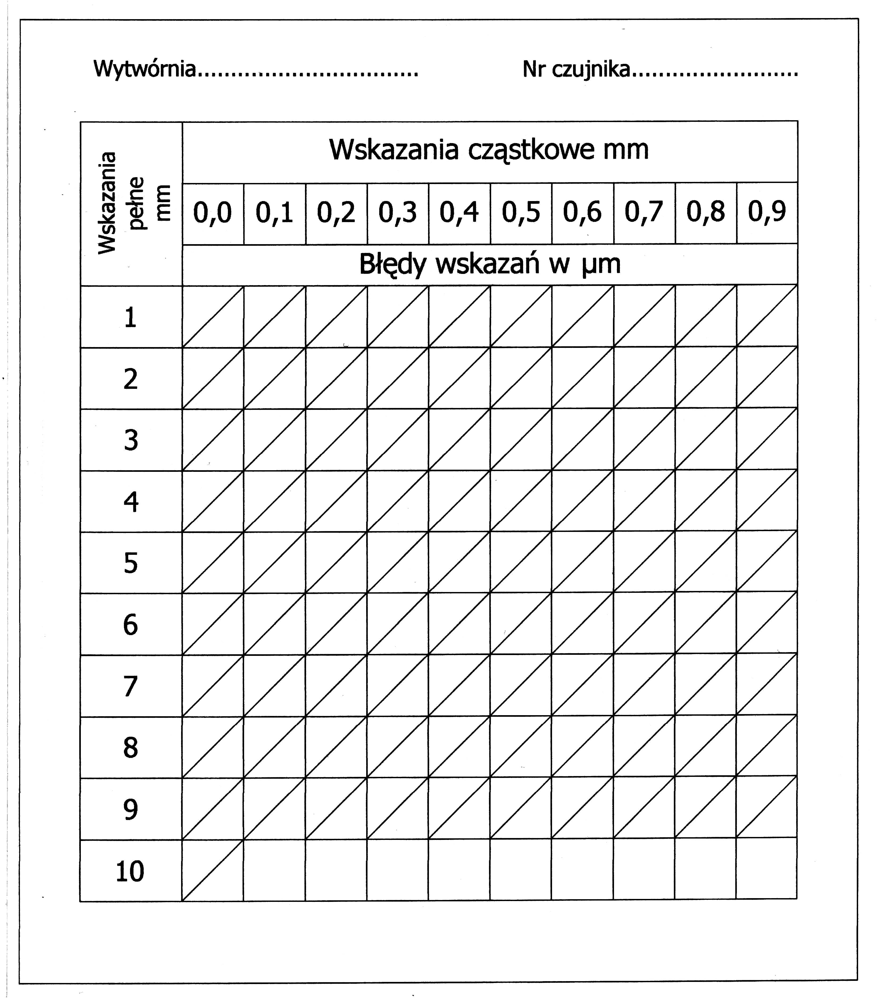 Wytwórnia................................. Nr czujnika.........................
Wskazania
pełne
mm
Wskazania cząstkowe mm
0,0 0,1 0,2 0,3 0,4 0,5 0,6 0,7 0,8 0,9
Błędy wskazań w µm
1
2
3
4
5
6
7
8
9
10